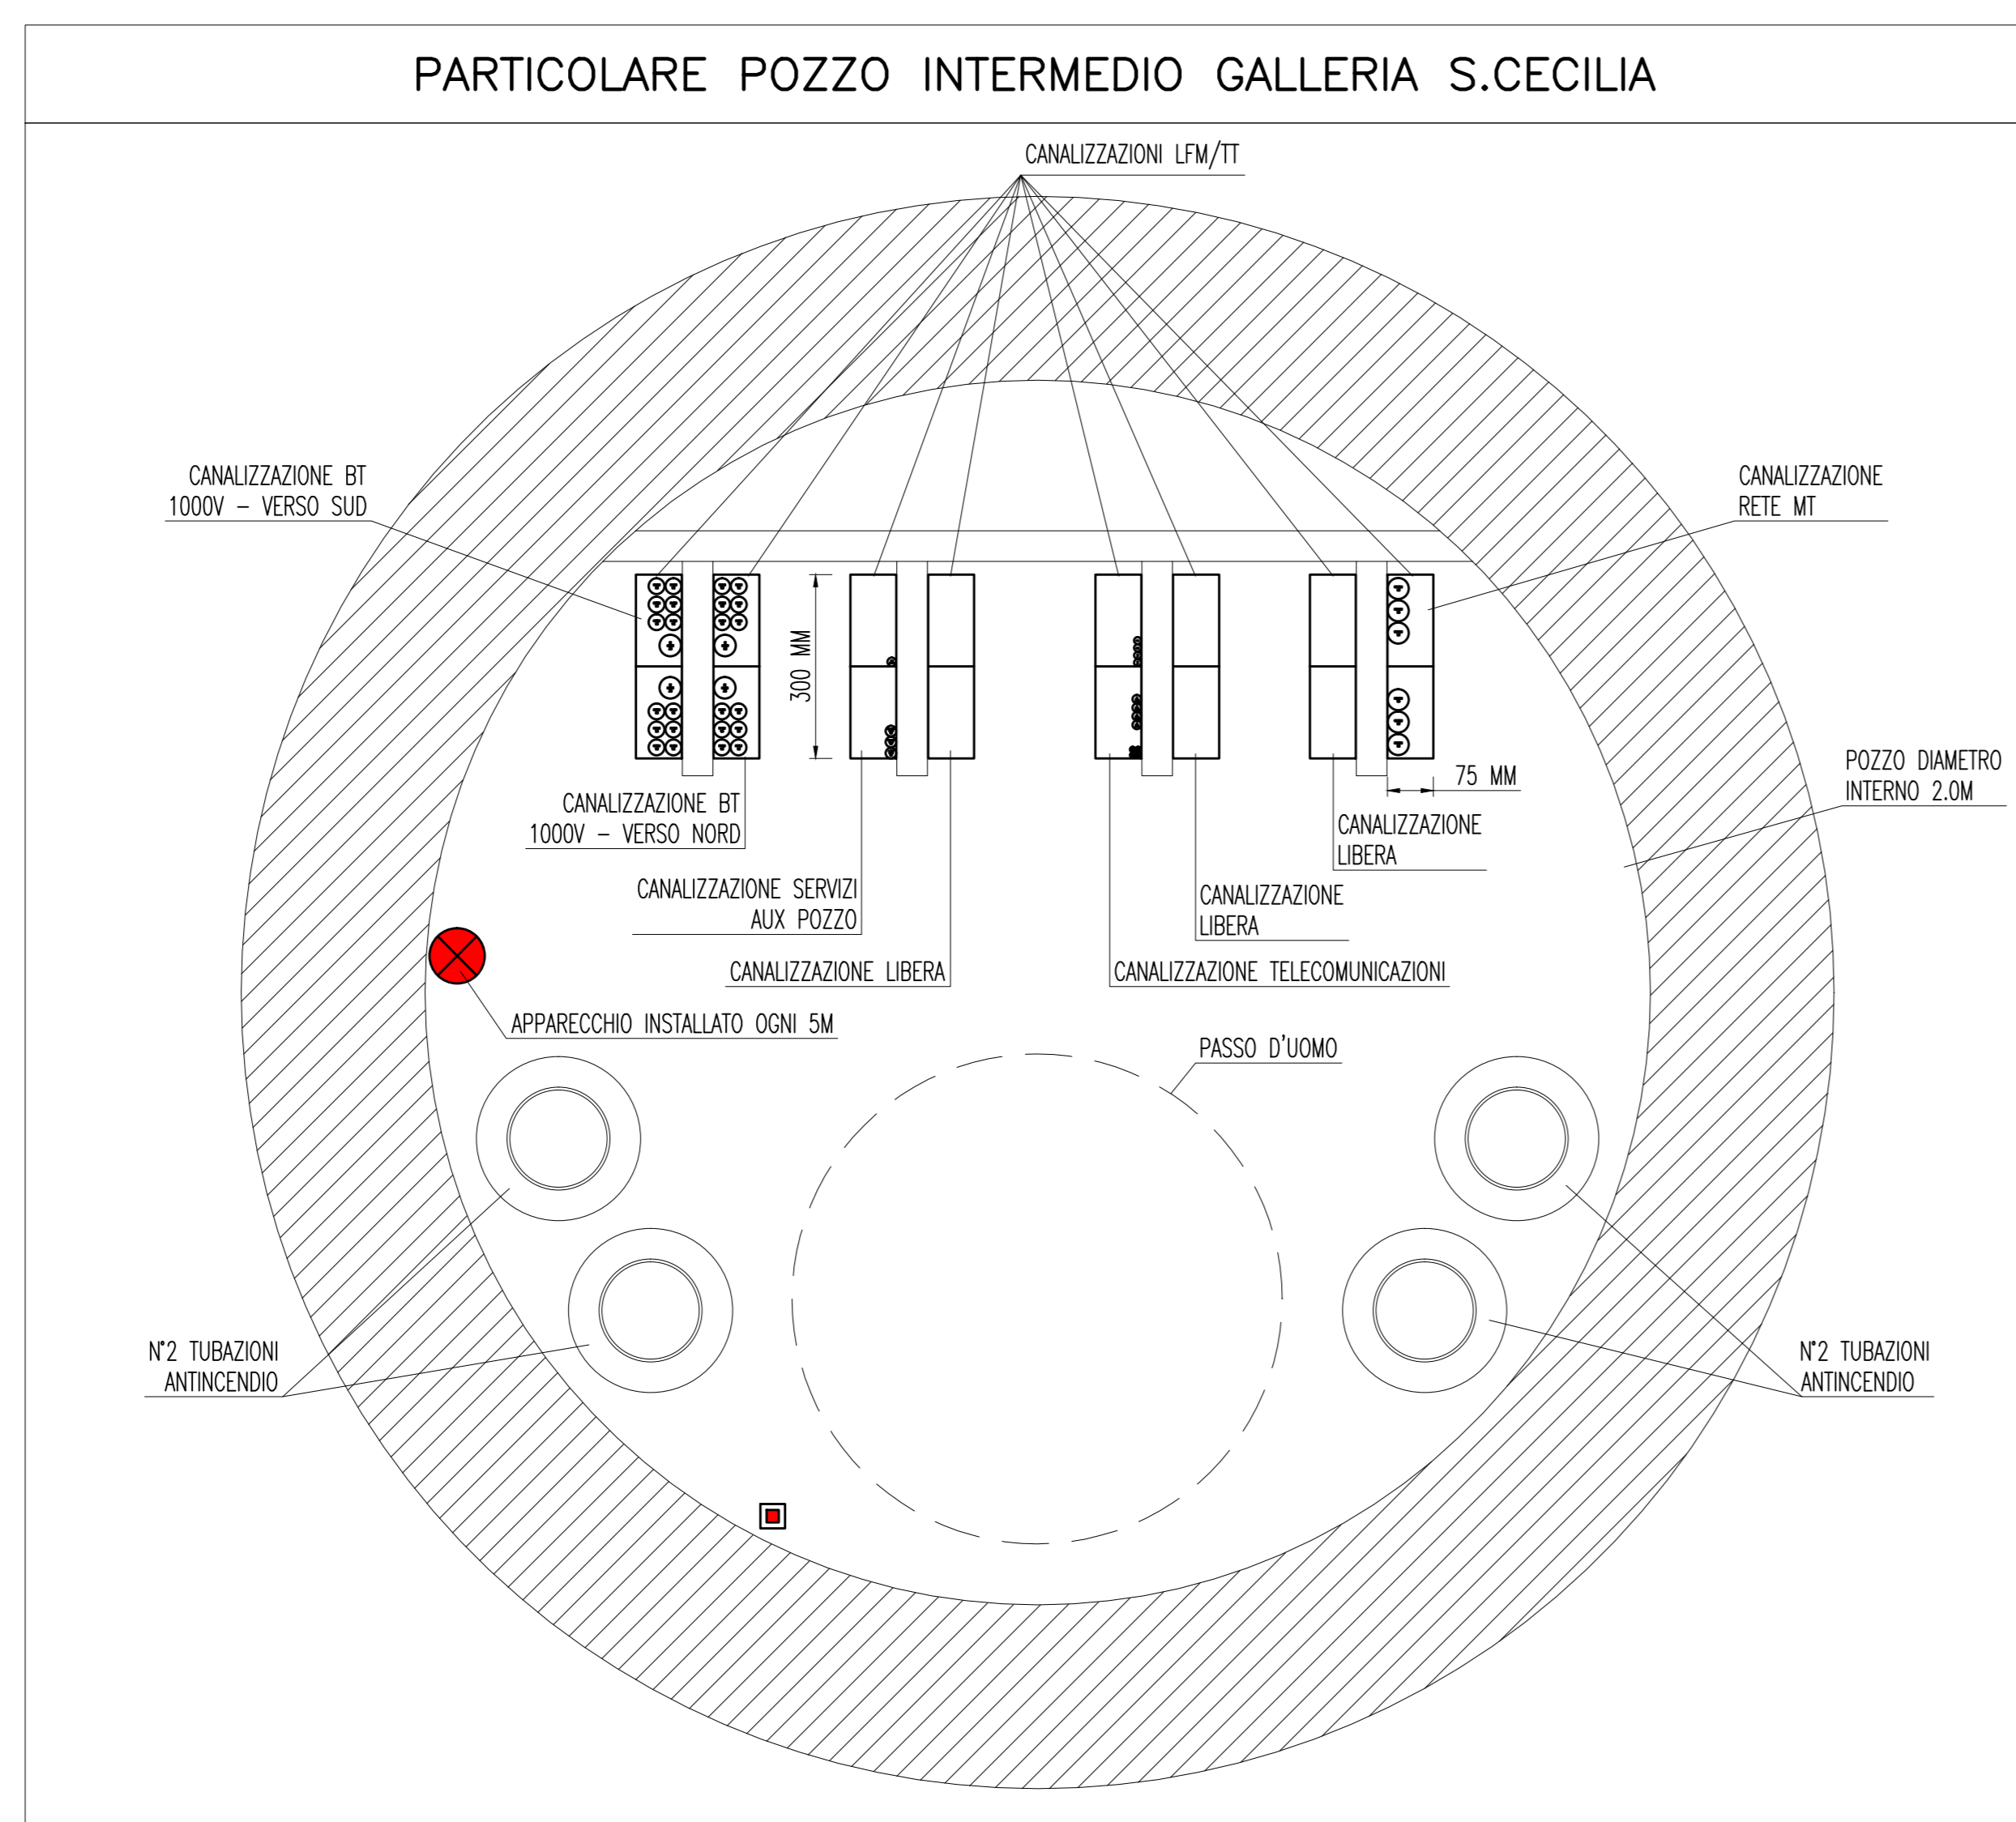 PARTICOLARE POZZO INTERMEDIO GALLERIA S.CECILIA
CANALIZZAZIONI LFM/TT
CANALIZZAZIONE BT
1000V – VERSO SUD
CANALIZZAZIONE
RETE MT
300 MM
POZZO DIAMETRO
INTERNO 2.0M
75 MM
CANALIZZAZIONE BT
1000V – VERSO NORD
CANALIZZAZIONE
LIBERA
CANALIZZAZIONE SERVIZI
AUX POZZO
CANALIZZAZIONE
LIBERA
CANALIZZAZIONE LIBERA
CANALIZZAZIONE TELECOMUNICAZIONI
APPARECCHIO INSTALLATO OGNI 5M
PASSO D'UOMO
N°2 TUBAZIONI
ANTINCENDIO
N°2 TUBAZIONI
ANTINCENDIO